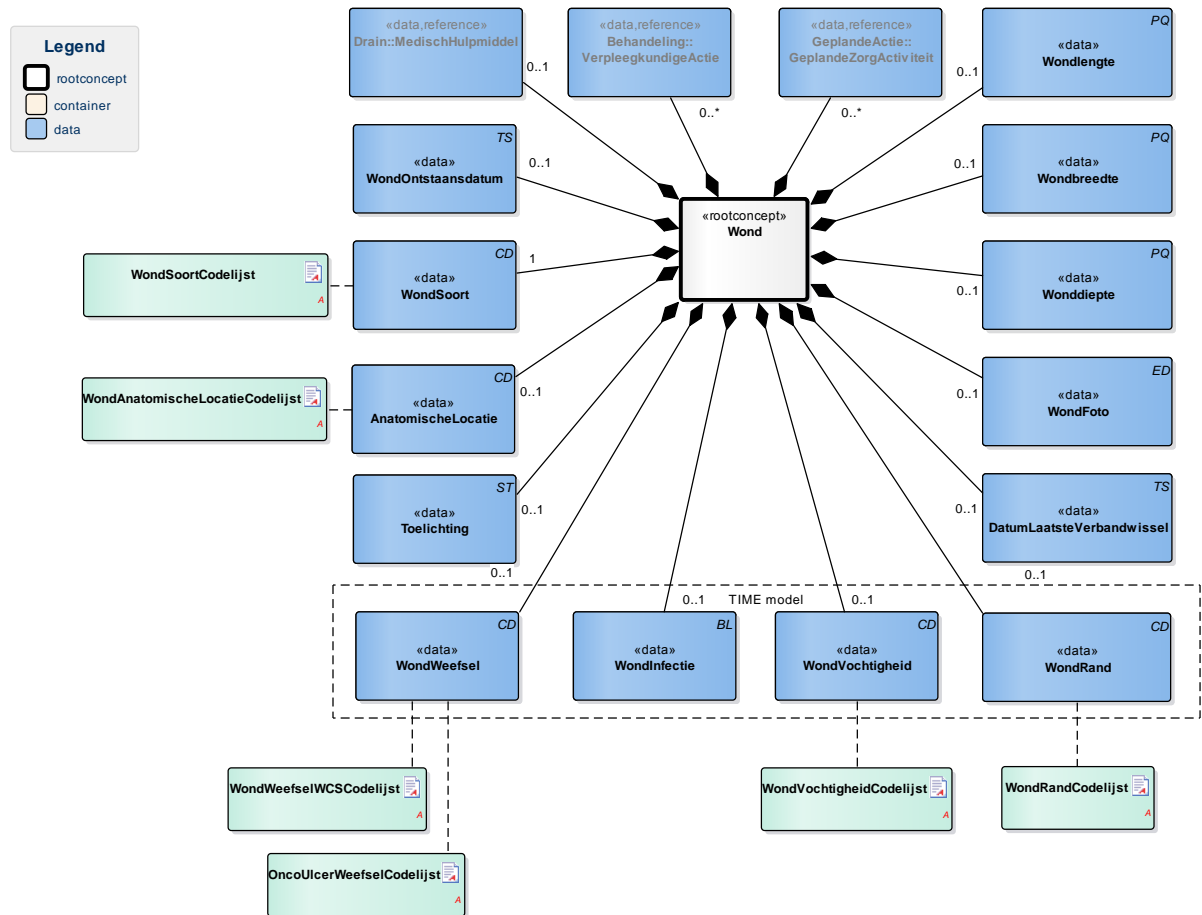 Legend
rootconcept
container
data
«data,reference»
Drain::MedischHulpmiddel
0..1
«data,reference»
Behandeling::
VerpleegkundigeActie
0..*
«data,reference»
GeplandeActie::
GeplandeZorgActiviteit
0..*
PQ
«data»
Wondlengte
0..1
TS
«data»
WondOntstaansdatum
0..1
PQ
«data»
Wondbreedte
0..1
«rootconcept»
Wond
WondSoortCodelijst
A
CD
«data»
WondSoort
1
PQ
«data»
Wonddiepte
0..1
WondAnatomischeLocatieCodelijst
A
CD
«data»
AnatomischeLocatie
0..1
ED
«data»
WondFoto
0..1
ST
«data»
Toelichting
0..1
TS
«data»
DatumLaatsteVerbandwissel
0..1
TIME model
0..1
CD
«data»
WondWeefsel
0..1
BL
«data»
WondInfectie
0..1
CD
«data»
WondVochtigheid
0..1
CD
«data»
WondRand
WondWeefselWCSCodelijst
A
WondVochtigheidCodelijst
A
WondRandCodelijst
A
OncoUlcerWeefselCodelijst
A